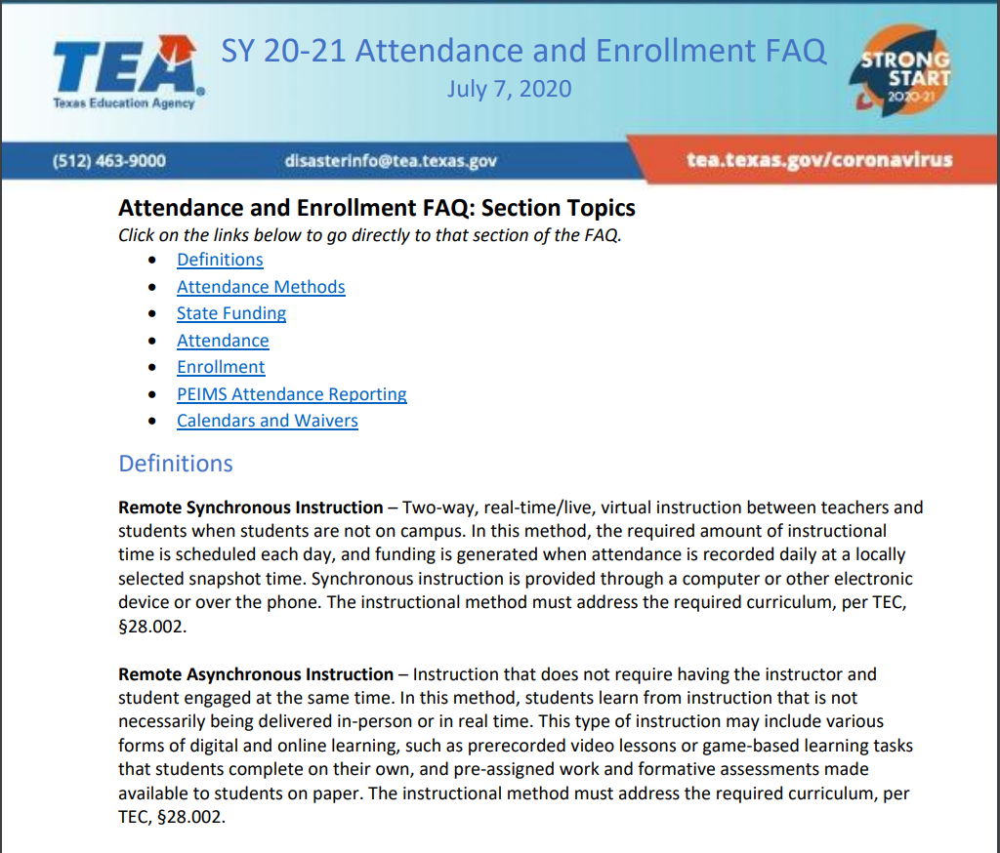 TEA
Texas Education Agency
SY 20-21 Attendance and Enrollment FAQ
July 7, 2020
STRONG
START
2020-21
(512) 463-9000
disasterinfo@tea.texas.gov
tea.texas.gov/coronavirus
Attendance and Enrollment FAQ: Section Topics
Click on the links below to go directly to that section of the FAQ.
• Definitions
• Attendance Methods
• State Funding
• Attendance
• Enrollment
• PEIMS Attendance Reporting
• Calendars and Waivers
Definitions
Remote Synchronous Instruction – Two-way, real-time/live, virtual instruction between teachers and
students when students are not on campus. In this method, the required amount of instructional
time is scheduled each day, and funding is generated when attendance is recorded daily at a locally
selected snapshot time. Synchronous instruction is provided through a computer or other electronic
device or over the phone. The instructional method must address the required curriculum, per TEC,
§28.002.
Remote Asynchronous Instruction – Instruction that does not require having the instructor and
student engaged at the same time. In this method, students learn from instruction that is not
necessarily being delivered in-person or in real time. This type of instruction may include various
forms of digital and online learning, such as prerecorded video lessons or game-based learning tasks
that students complete on their own, and pre-assigned work and formative assessments made
available to students on paper. The instructional method must address the required curriculum, per
TEC, §28.002.